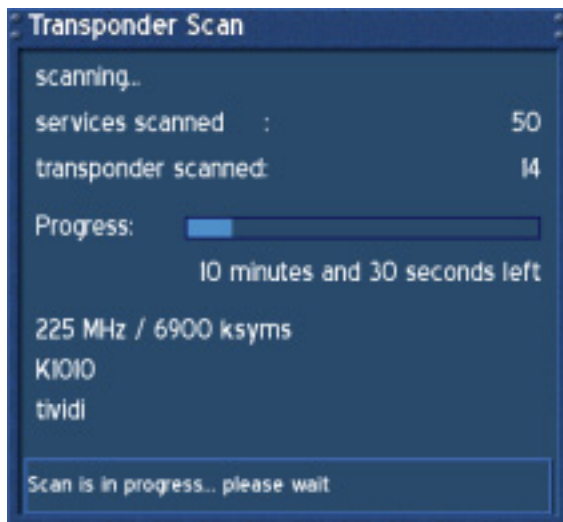 Transponder Scan
scanning...
services scanned : 50
transponder scanned: 14
Progress:
10 minutes and 30 seconds left
225 MHz / 6900 ksyms
K1010
tividi
Scan is in progress... please wait